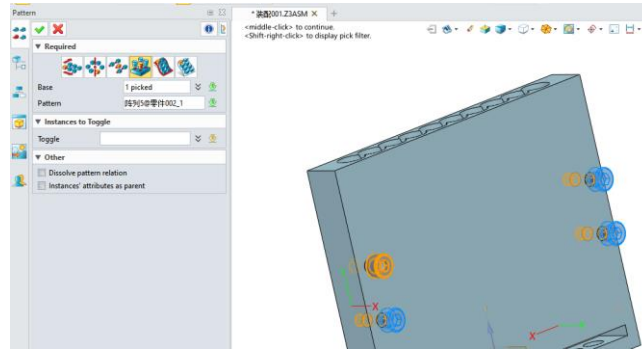 Pattern
* 装配001.Z3ASM
<middle-click> to continue.
<Shift-right-click> to display pick filter.
Required
Base
1 picked
Pattern
阵列5@零件002_1
Instances to Toggle
Toggle
Other
Dissolve pattern relation
Instances' attributes as parent
X
X